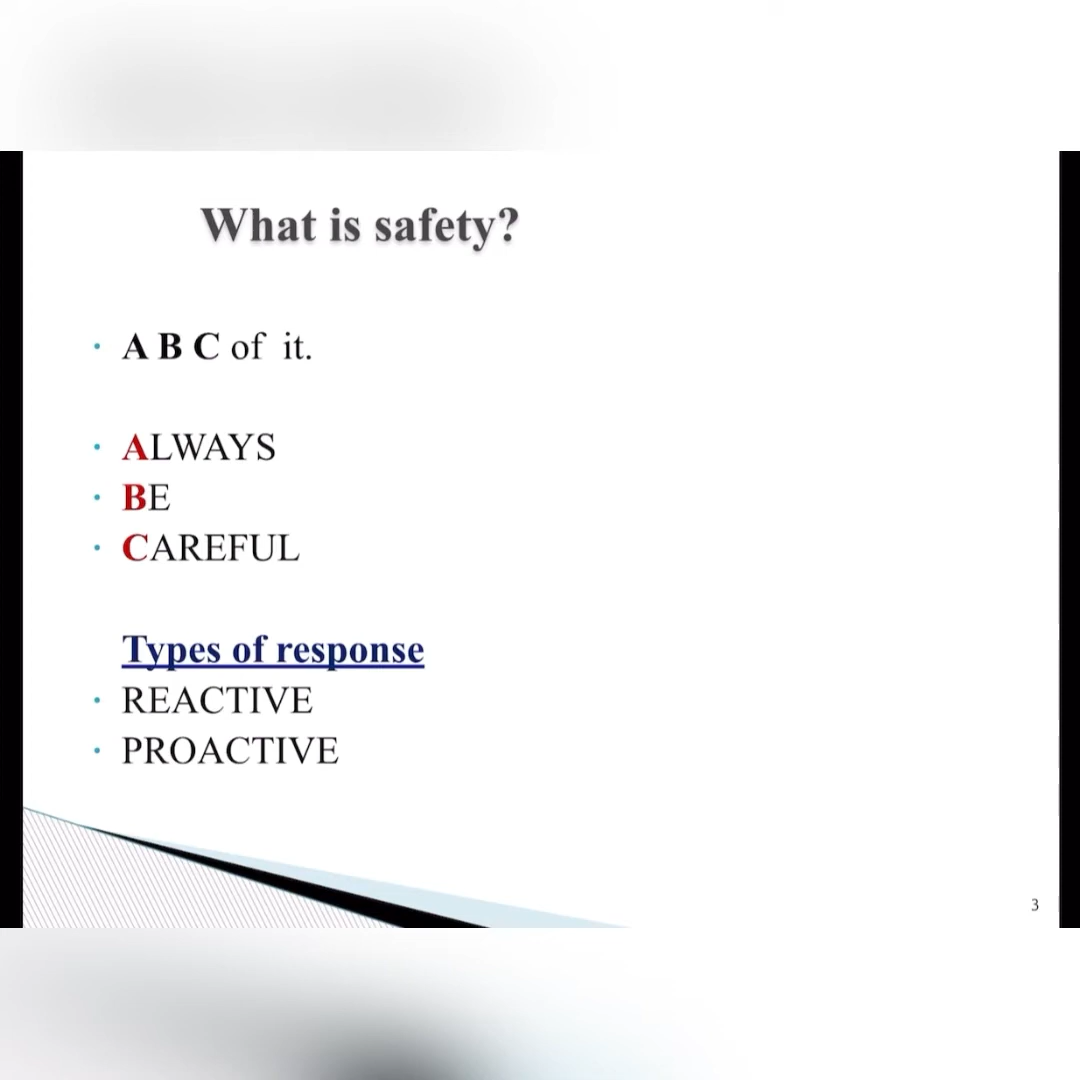 What is safety?
• A B C of it.
• ALWAYS
• BE
• CAREFUL
Types of response
• REACTIVE
• PROACTIVE
3